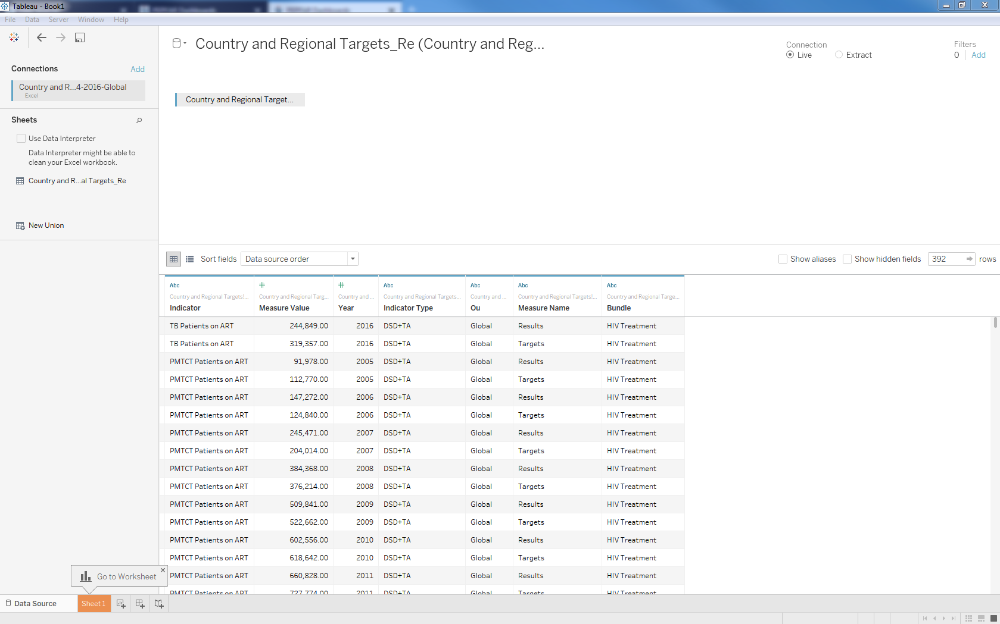 Tableau - Book1
File Data Server Window Help
Country and Regional Targets_Re (Country and Reg...
Connection
Live Extract
Filters
0 Add
Connections Add
Country and R...4-2016-Global
Excel
Country and Regional Target...
Sheets
Use Data Interpreter
Data Interpreter might be able to
clean your Excel workbook.
Country and R...al Targets_Re
New Union
Sort fields Data source order Show aliases Show hidden fields 392 rows
Abc # # Abc Abc Abc Abc
Country and Regional Targets!... Country and Regional Targ... Country and ... Country and Regional Targets... Country and ... Country and Regional Targets!... Country and Regional Targe...
Indicator Measure Value Year Indicator Type Ou Measure Name Bundle
TB Patients on ART 244,849.00 2016 DSD+TA Global Results HIV Treatment
TB Patients on ART 319,357.00 2016 DSD+TA Global Targets HIV Treatment
PMTCT Patients on ART 91,978.00 2005 DSD+TA Global Results HIV Treatment
PMTCT Patients on ART 112,770.00 2005 DSD+TA Global Targets HIV Treatment
PMTCT Patients on ART 147,272.00 2006 DSD+TA Global Results HIV Treatment
PMTCT Patients on ART 124,840.00 2006 DSD+TA Global Targets HIV Treatment
PMTCT Patients on ART 245,471.00 2007 DSD+TA Global Results HIV Treatment
PMTCT Patients on ART 204,014.00 2007 DSD+TA Global Targets HIV Treatment
PMTCT Patients on ART 384,368.00 2008 DSD+TA Global Results HIV Treatment
PMTCT Patients on ART 376,214.00 2008 DSD+TA Global Targets HIV Treatment
PMTCT Patients on ART 509,841.00 2009 DSD+TA Global Results HIV Treatment
PMTCT Patients on ART 522,662.00 2009 DSD+TA Global Targets HIV Treatment
PMTCT Patients on ART 602,556.00 2010 DSD+TA Global Results HIV Treatment
PMTCT Patients on ART 618,642.00 2010 DSD+TA Global Targets HIV Treatment
PMTCT Patients on ART 660,828.00 2011 DSD+TA Global Results HIV Treatment
PMTCT Patients on ART 727,774.00 2011 DSD+TA Global Targets HIV Treatment
Go to Worksheet
Data Source Sheet 1